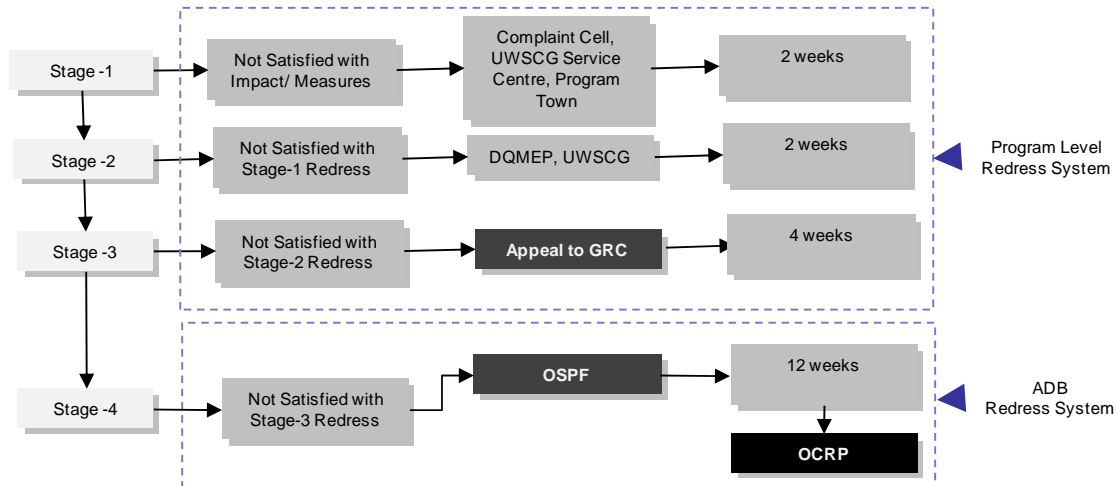 Stage -1
Not Satisfied with
Impact/ Measures
Complaint Cell,
UWSCG Service
Centre, Program
Town
2 weeks
Stage -2
Not Satisfied with
Stage-1 Redress
DQMEP, UWSCG
2 weeks
Program Level
Redress System
Stage -3
Not Satisfied with
Stage-2 Redress
Appeal to GRC
4 weeks
Stage -4
Not Satisfied with
Stage-3 Redress
OSPF
12 weeks
ADB
Redress System
OCRP